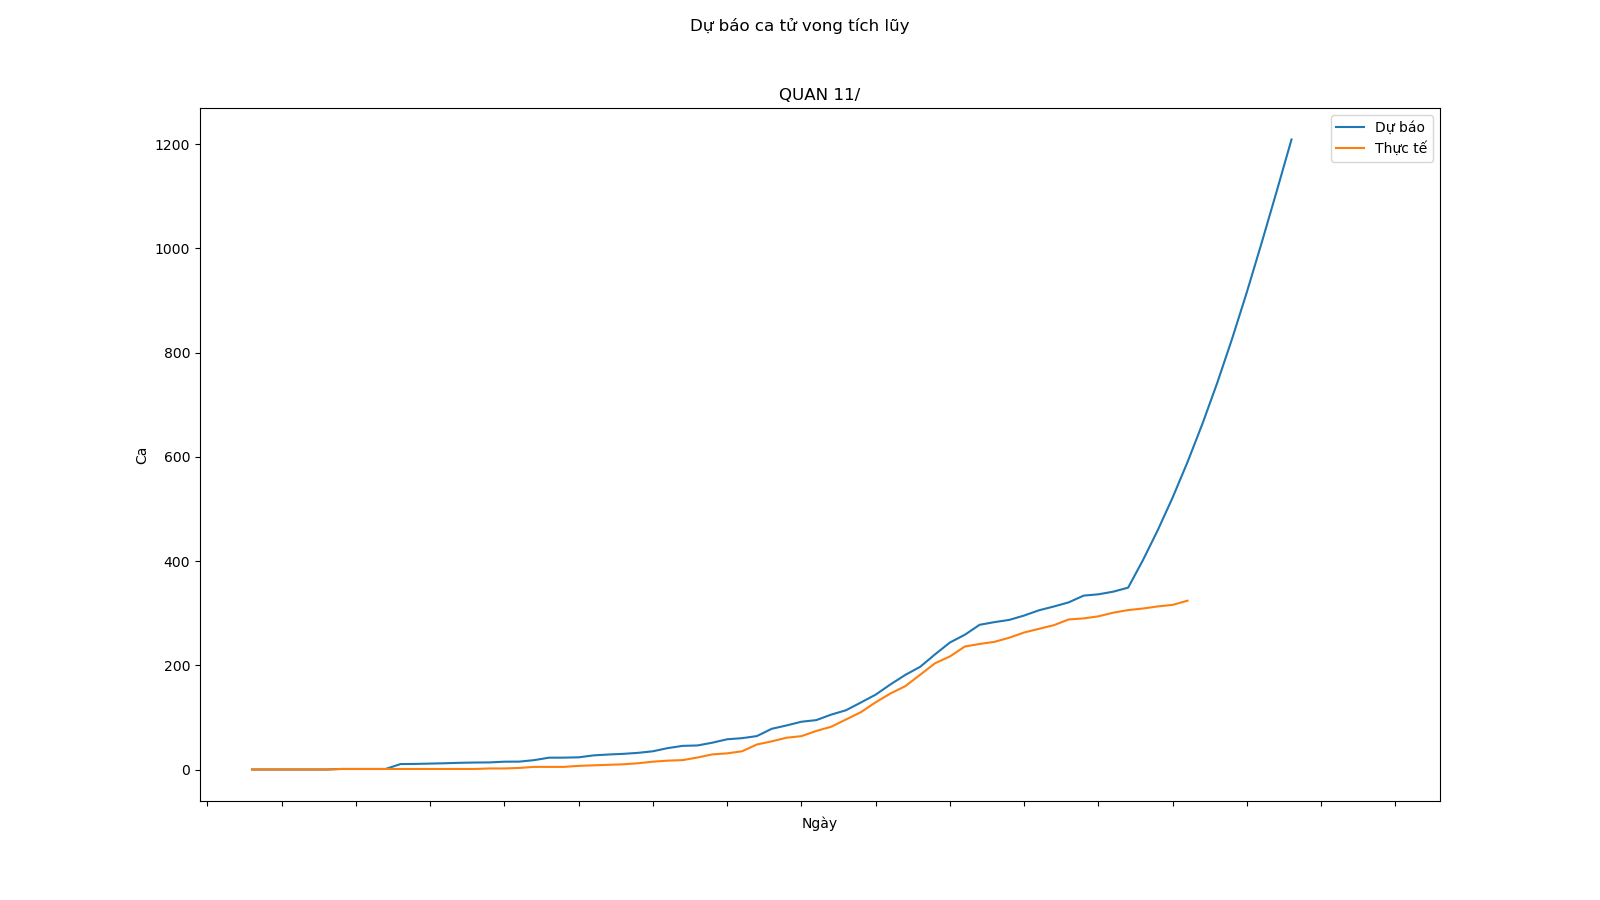 Dự báo ca tử vong tích lũy
QUAN 11/
Dự báo
Thực tế
1200
1000
800
600
400
200
0
Ca
Ngày